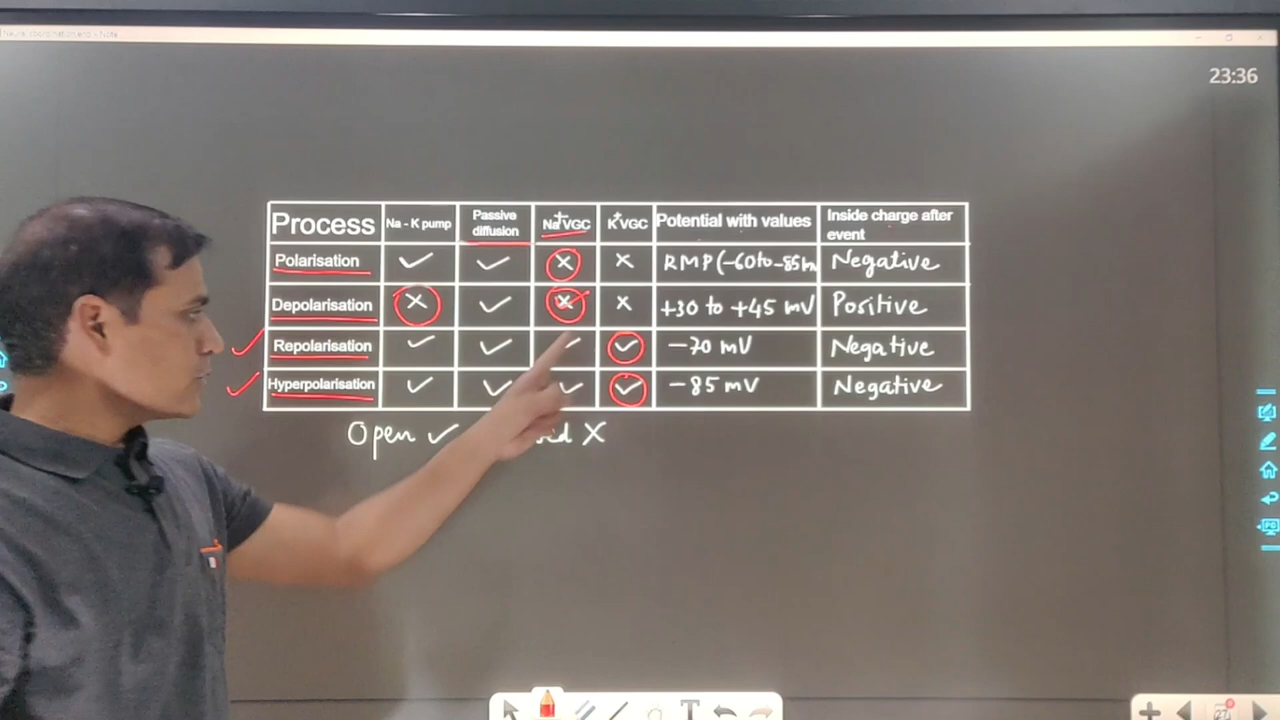 23:36
Process Na - K pump Passive diffusion Na+ VGC K+ VGC Potential with values Inside charge after event
Polarisation ✓ ✓ × × RMP (-60 to -85m Negative
Depolarisation × ✓ × × +30 to +45 mV Positive
Repolarisation ✓ ✓ ✓ ✓ -70 mV Negative
Hyperpolarisation ✓ ✓ ✓ ✓ -85 mV Negative
Open ✓ ×